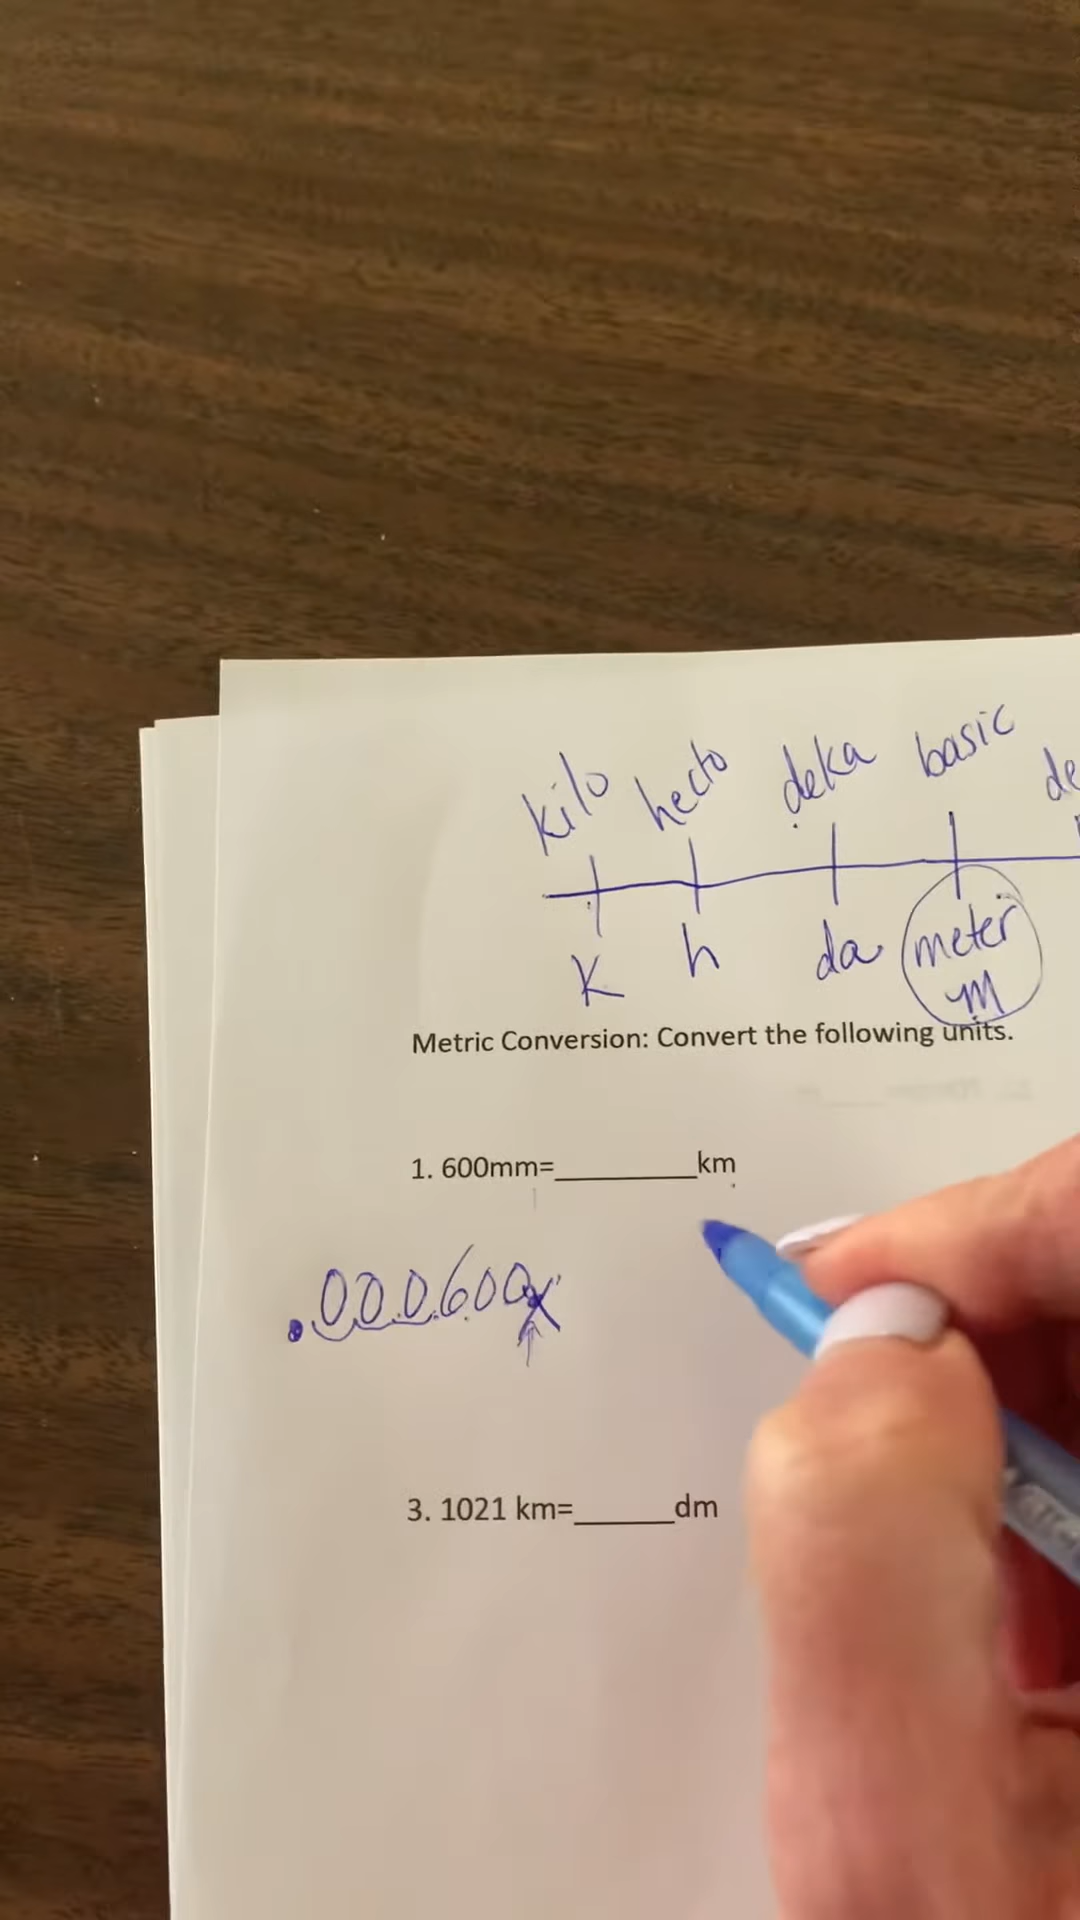 kilo hecto deka basic de
K h da meter
m
Metric Conversion: Convert the following units.
1. 600mm=_________km
.000600
3. 1021 km=______dm